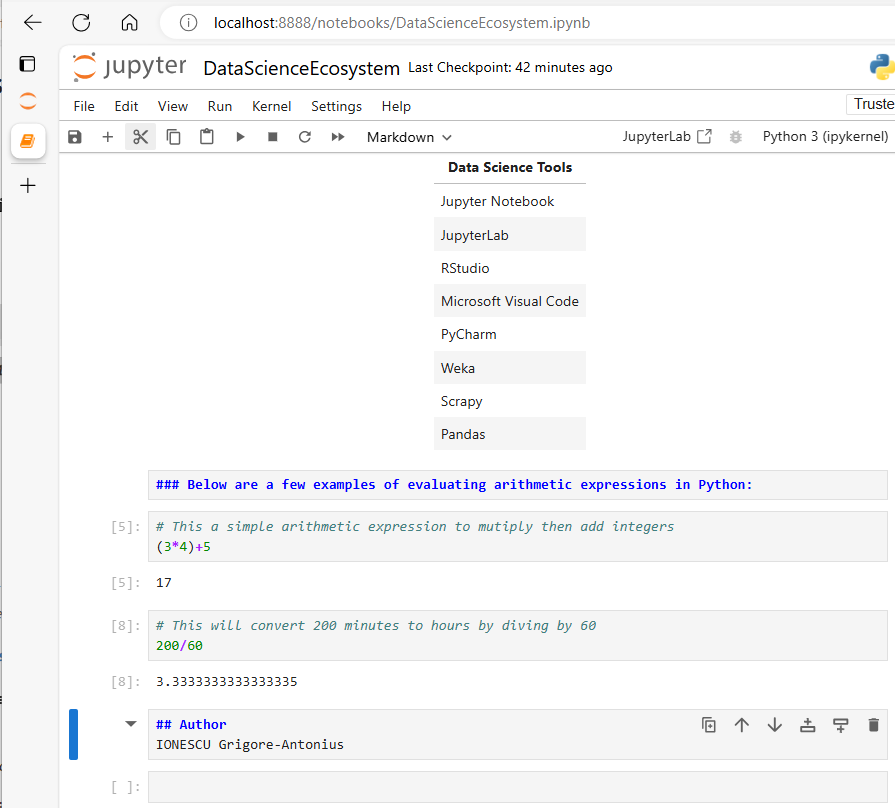 localhost:8888/notebooks/DataScienceEcosystem.ipynb
jupyter DataScienceEcosystem Last Checkpoint: 42 minutes ago
File Edit View Run Kernel Settings Help Truste
Markdown JupyterLab Python 3 (ipykernel)
Data Science Tools
Jupyter Notebook
JupyterLab
RStudio
Microsoft Visual Code
PyCharm
Weka
Scrapy
Pandas
### Below are a few examples of evaluating arithmetic expressions in Python:
[5]: # This a simple arithmetic expression to mutiply then add integers
(3*4)+5
[5]: 17
[8]: # This will convert 200 minutes to hours by diving by 60
200/60
[8]: 3.3333333333333335
## Author
IONESCU Grigore-Antonius
[ ]: